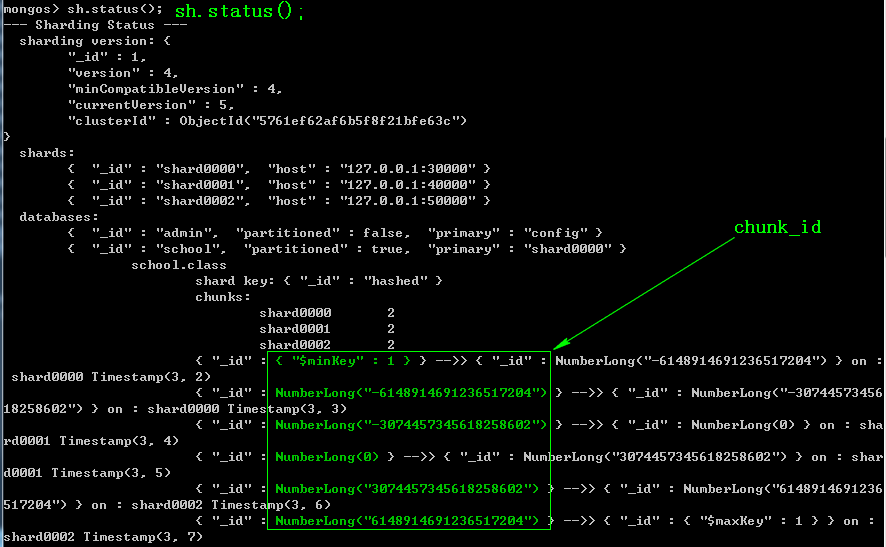 mongos> sh.status(); sh.status();
--- Sharding Status ---
sharding version: {
"_id" : 1,
"version" : 4,
"minCompatibleVersion" : 4,
"currentVersion" : 5,
"clusterId" : ObjectId("5761ef62af6b5f8f21bfe63c")
}
shards:
{ "_id" : "shard0000", "host" : "127.0.0.1:30000" }
{ "_id" : "shard0001", "host" : "127.0.0.1:40000" }
{ "_id" : "shard0002", "host" : "127.0.0.1:50000" }
databases:
{ "_id" : "admin", "partitioned" : false, "primary" : "config" }
chunk_id
{ "_id" : "school", "partitioned" : true, "primary" : "shard0000" }
school.class
shard key: { "_id" : "hashed" }
chunks:
shard0000 2
shard0001 2
shard0002 2
{ "_id" : { "$minKey" : 1 } } -->> { "_id" : NumberLong("-6148914691236517204") } on :
shard0000 Timestamp(3, 2)
{ "_id" : NumberLong("-6148914691236517204") } -->> { "_id" : NumberLong("-30744573456
18258602") } on : shard0000 Timestamp(3, 3)
{ "_id" : NumberLong("-3074457345618258602") } -->> { "_id" : NumberLong(0) } on : sha
rd0001 Timestamp(3, 4)
{ "_id" : NumberLong(0) } -->> { "_id" : NumberLong("3074457345618258602") } on : shar
d0001 Timestamp(3, 5)
{ "_id" : NumberLong("3074457345618258602") } -->> { "_id" : NumberLong("6148914691236
517204") } on : shard0002 Timestamp(3, 6)
{ "_id" : NumberLong("6148914691236517204") } -->> { "_id" : { "$maxKey" : 1 } } on :
shard0002 Timestamp(3, 7)